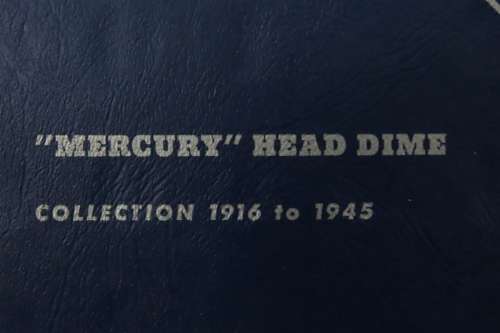 "MERCURY" HEAD DIME
COLLECTION 1916 to 1945